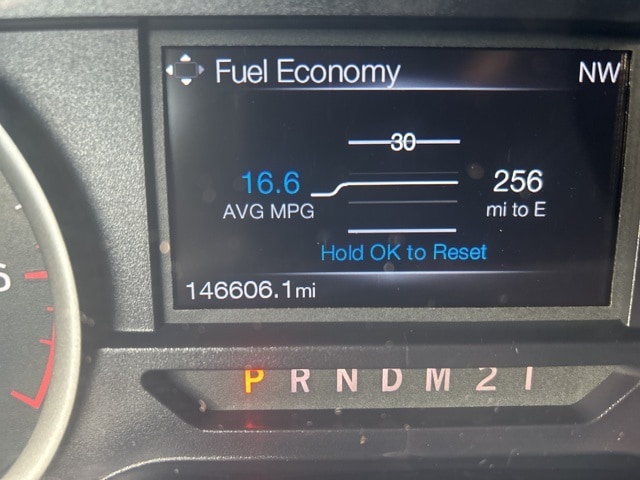 Fuel Economy NW
30
16.6 256
AVG MPG mi to E
Hold OK to Reset
146606.1mi
6
P R N D M 2 1